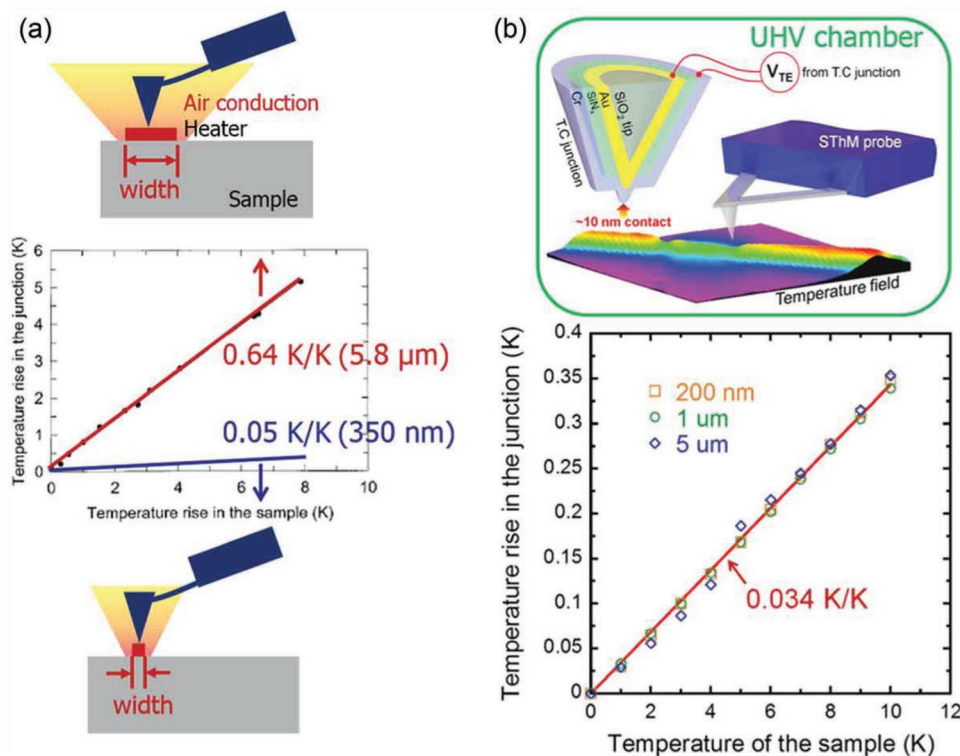 (a)
Air conduction
Heater
width
Sample
Temperature rise in the junction (K)
6
5
4
3
2
1
0
0.64 K/K (5.8 µm)
0.05 K/K (350 nm)
0 2 4 6 8 10
Temperature rise in the sample (K)
width
(b)
UHV chamber
VTE from T.C junction
SiO2 tip
Au
SiNx
Cr
T.C junction
SThM probe
~10 nm contact
Temperature field
Temperature rise in the junction (K)
0.4
0.35
0.3
0.25
0.2
0.15
0.1
0.05
0
200 nm
1 um
5 um
0.034 K/K
0 2 4 6 8 10 12
Temperature of the sample (K)